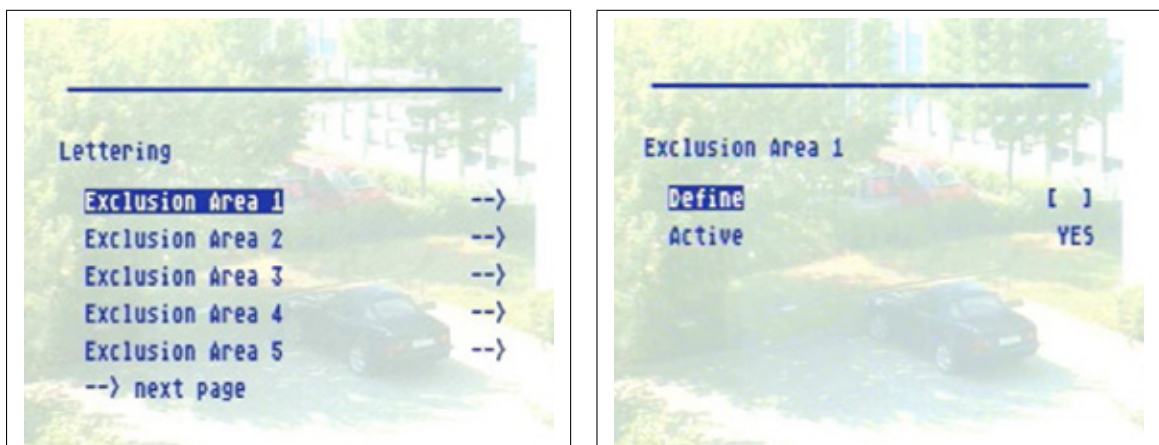 Lettering
Exclusion Area 1 -->
Exclusion Area 2 -->
Exclusion Area 3 -->
Exclusion Area 4 -->
Exclusion Area 5 -->
--> next page
Exclusion Area 1
Define [ ]
Active YES